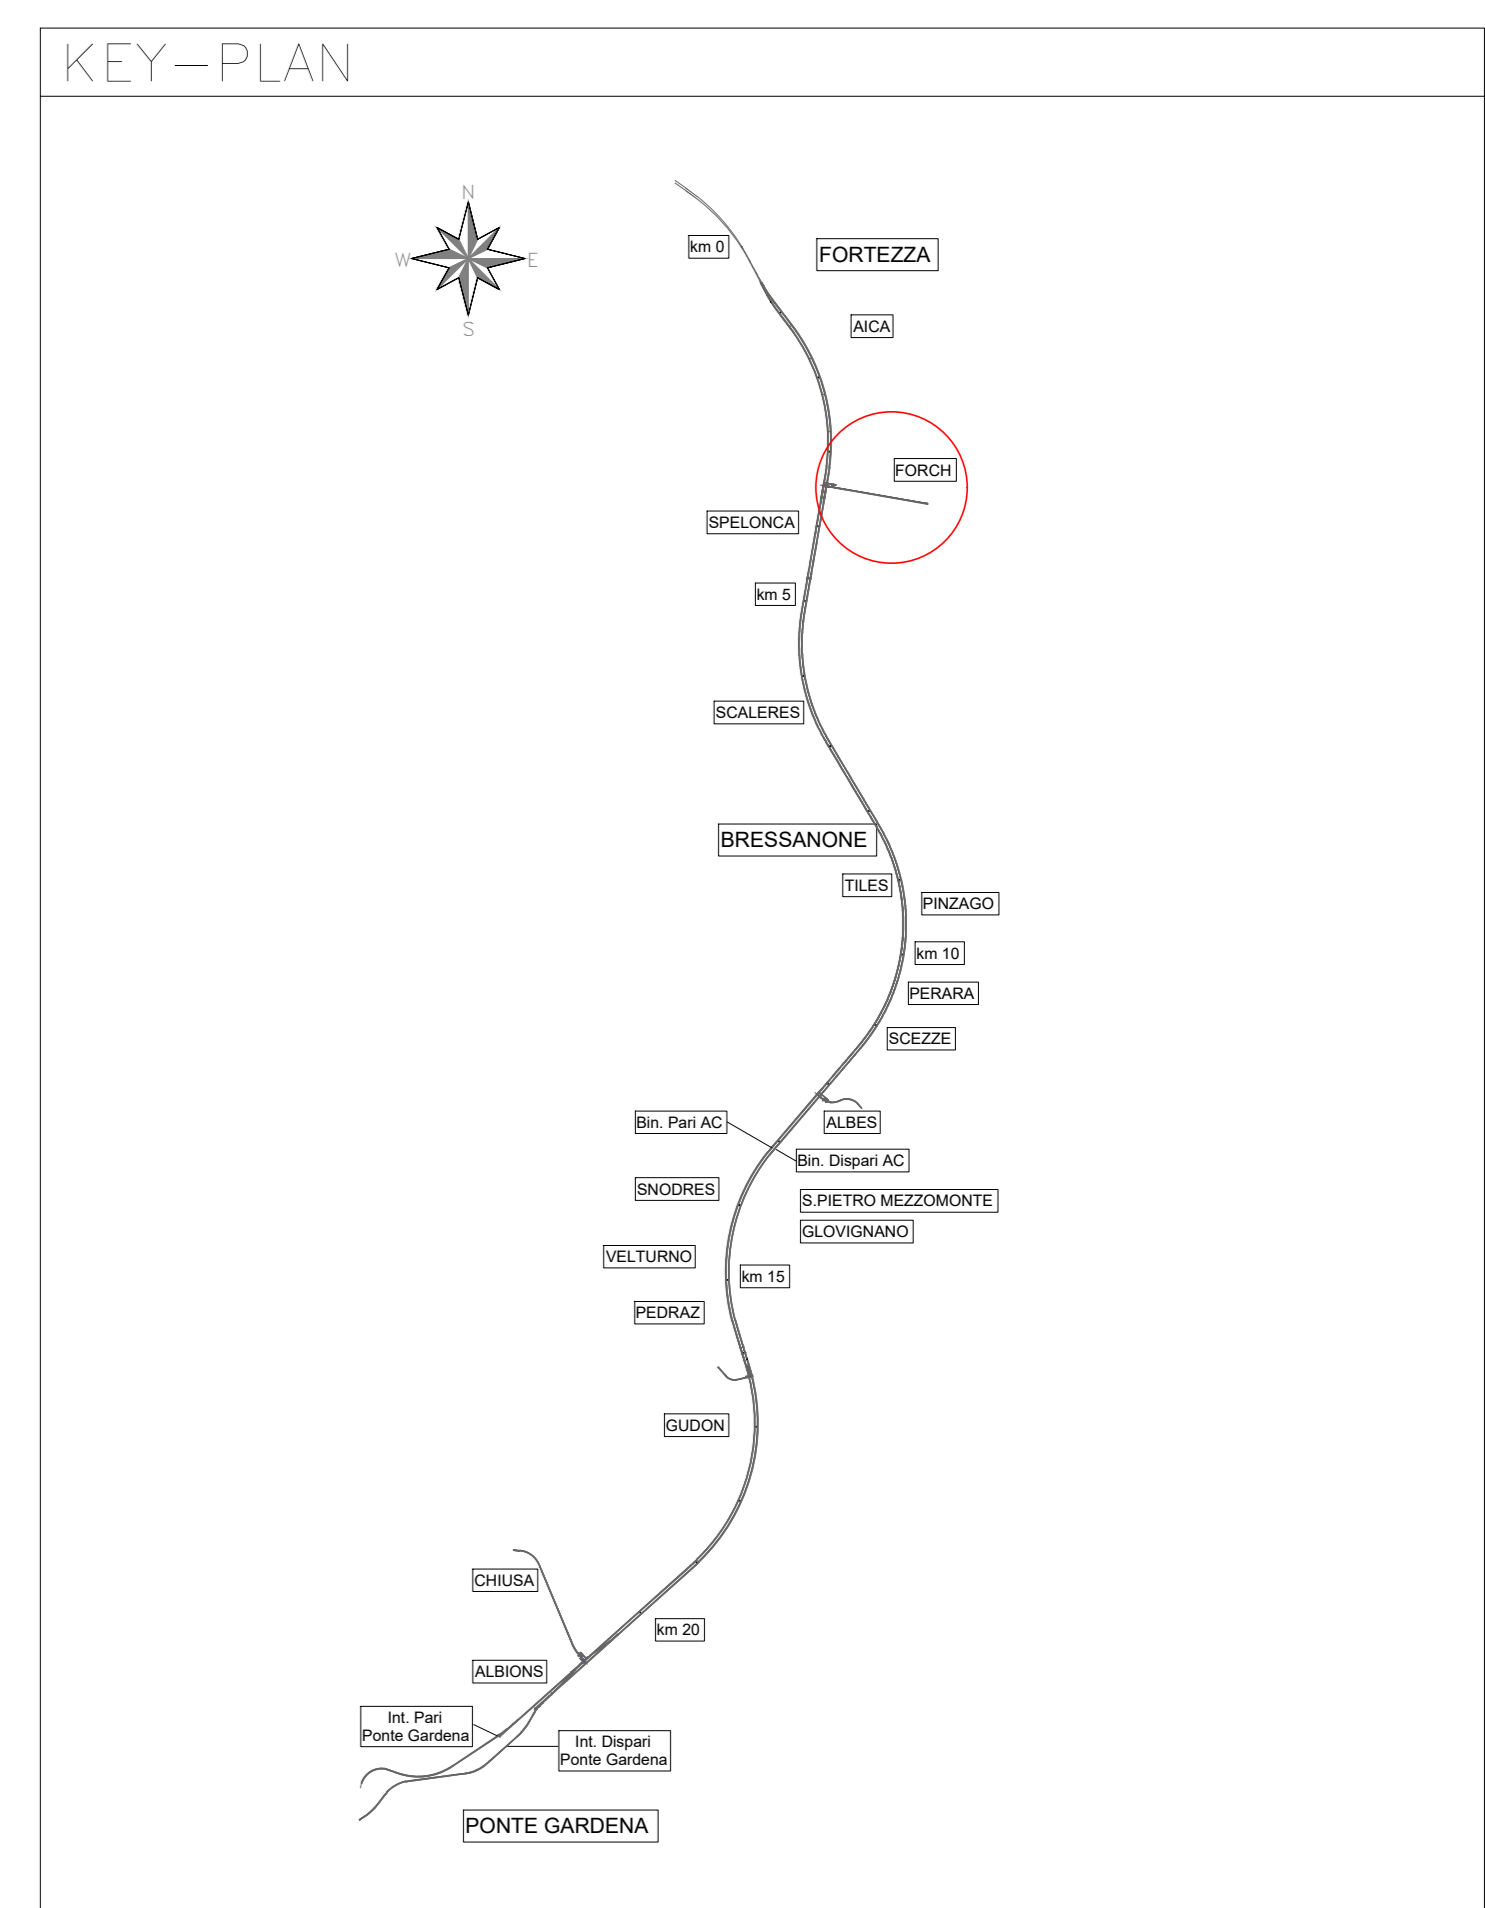 KEY-PLAN
N
W
E
S
km 0
FORTEZZA
AICA
FORCH
SPELONCA
km 5
SCALERES
BRESSANONE
TILES
PINZAGO
km 10
PERARA
SCEZZE
ALBES
Bin. Pari AC
Bin. Dispari AC
SNODRES
S.PIETRO MEZZOMONTE
GLOVIGNANO
VELTURNO
km 15
PEDRAZ
GUDON
CHIUSA
km 20
ALBIONS
Int. Pari
Ponte Gardena
Int. Dispari
Ponte Gardena
PONTE GARDENA